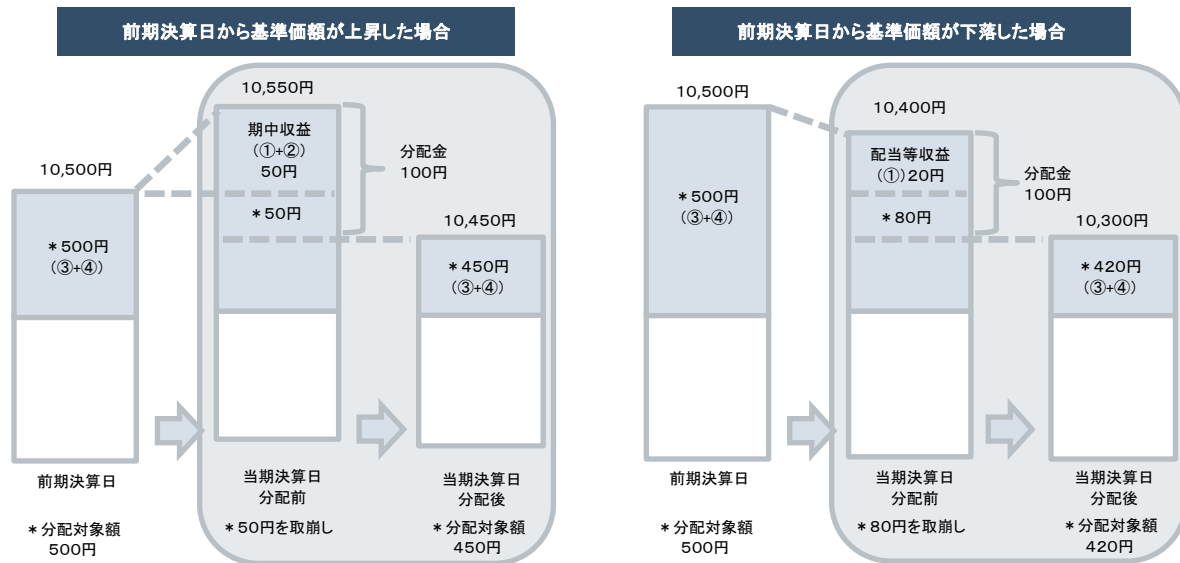 前期決算日から基準価額が上昇した場合
10,550円
期中収益
(①+②)
50円
分配金
100円
10,500円
*50円
10,450円
*500円
(③+④)
*450円
(③+④)
前期決算日
当期決算日
分配前
当期決算日
分配後
*分配対象額
500円
*50円を取崩し
*分配対象額
450円
前期決算日から基準価額が下落した場合
10,500円
10,400円
配当等収益
(①)20円
分配金
100円
*500円
(③+④)
*80円
10,300円
*420円
(③+④)
前期決算日
当期決算日
分配前
当期決算日
分配後
*分配対象額
500円
*80円を取崩し
*分配対象額
420円